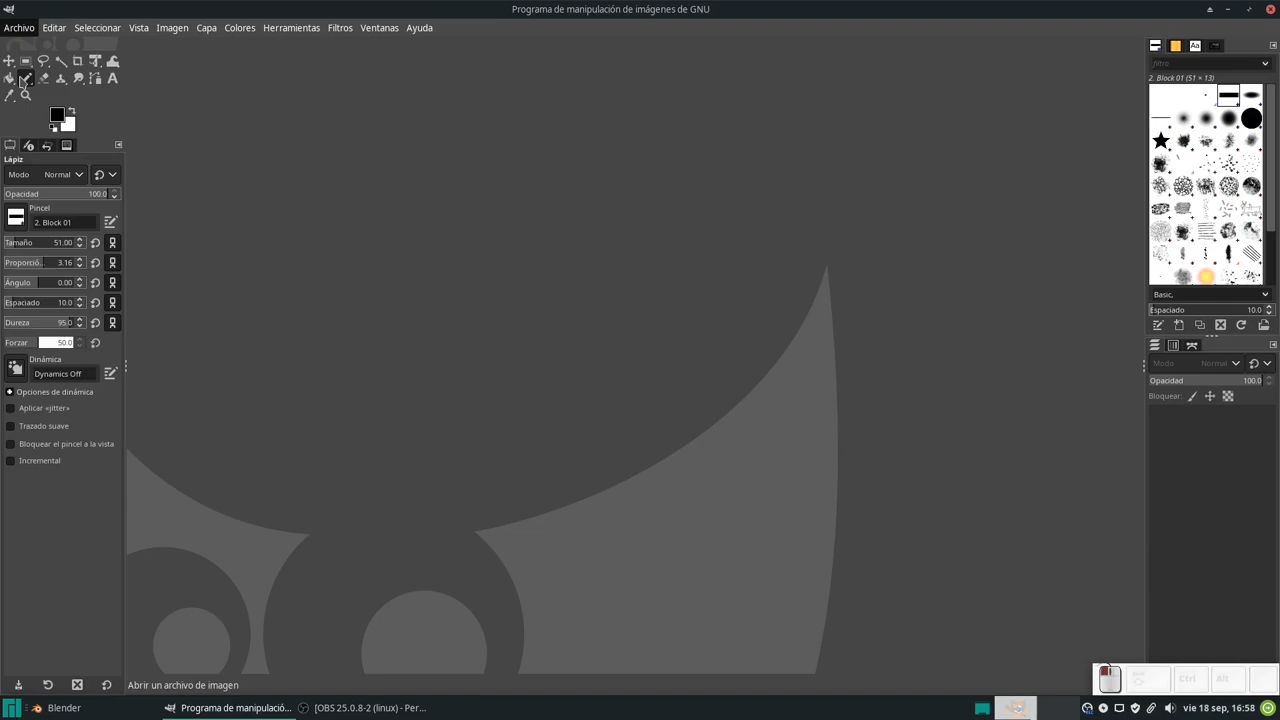 Programa de manipulación de imágenes de GNU
Archivo Editar Seleccionar Vista Imagen Capa Colores Herramientas Filtros Ventanas Ayuda
filtro
2. Block 01 (51 × 13)
Lápiz
Modo Normal
Opacidad 100.0
Pincel
2. Block 01
Tamaño 51.00
Proporció... 3.16
Ángulo 0.00
Espaciado 10.0
Dureza 95.0
Forzar 50.0
Dinámica
Dynamics Off
Opciones de dinámica
Aplicar «jitter»
Trazado suave
Bloquear el pincel a la vista
Incremental
Basic,
Espaciado 10.0
Modo Normal
Opacidad 100.0
Bloquear:
Abrir un archivo de imagen
Ctrl Alt
Blender
Programa de manipulació...
[OBS 25.0.8-2 (linux) - Per...
vie 18 sep, 16:58